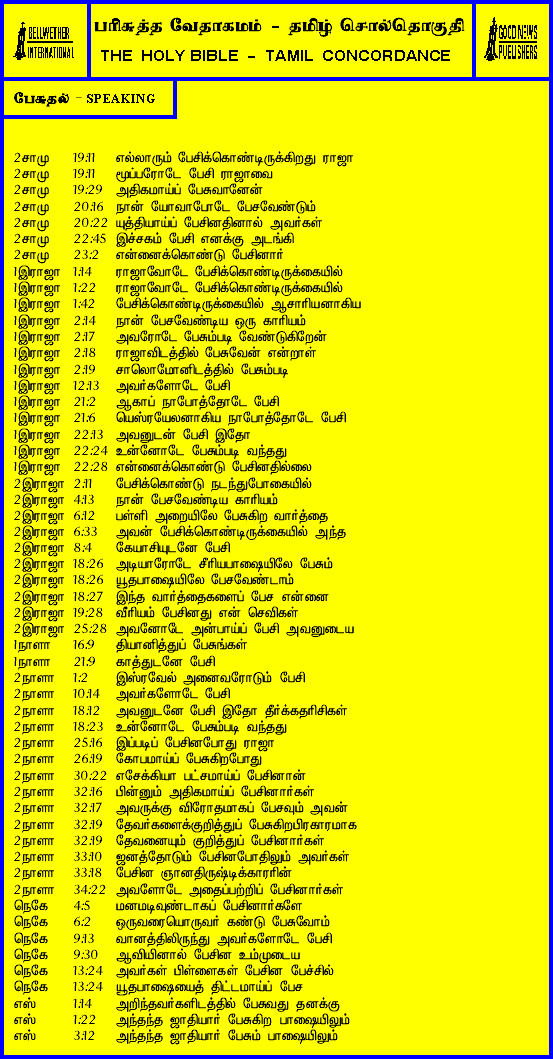 BELLWETHER
INTERNATIONAL
பரிசுத்த வேதாகமம் - தமிழ் சொல்தொகுதி
THE HOLY BIBLE - TAMIL CONCORDANCE
GOOD NEWS
PUBLISHERS
பேசுதல் - SPEAKING
2சாமு 19:11 எல்லாரும் பேசிக்கொண்டிருக்கிறது ராஜா
2சாமு 19:11 மூப்பரோடே பேசி ராஜாவை
2சாமு 19:29 அதிகமாய்ப் பேசுவானேன்
2சாமு 20:16 நான் யோவாபோடே பேசவேண்டும்
2சாமு 20:22 யுத்தியாய்ப் பேசினதினால் அவர்கள்
2சாமு 22:45 இச்சகம் பேசி எனக்கு அடங்கி
2சாமு 23:2 என்னைக்கொண்டு பேசினார்
1இராஜா 1:14 ராஜாவோடே பேசிக்கொண்டிருக்கையில்
1இராஜா 1:22 ராஜாவோடே பேசிக்கொண்டிருக்கையில்
1இராஜா 1:42 பேசிக்கொண்டிருக்கையில் ஆசாரியனாகிய
1இராஜா 2:14 நான் பேசவேண்டிய ஒரு காரியம்
1இராஜா 2:17 அவரோடே பேசும்படி வேண்டுகிறேன்
1இராஜா 2:18 ராஜாவிடத்தில் பேசுவேன் என்றாள்
1இராஜா 2:19 சாலொமோனிடத்தில் பேசும்படி
1இராஜா 12:13 அவர்களோடே பேசி
1இராஜா 21:2 ஆகாப் நாபோத்தோடே பேசி
1இராஜா 21:6 யெஸ்ரயேலனாகிய நாபோத்தோடே பேசி
1இராஜா 22:13 அவனுடன் பேசி இதோ
1இராஜா 22:24 உன்னோடே பேசும்படி வந்தது
1இராஜா 22:28 என்னைக்கொண்டு பேசினதில்லை
2இராஜா 2:11 பேசிக்கொண்டு நடந்துபோகையில்
2இராஜா 4:13 நான் பேசவேண்டிய காரியம்
2இராஜா 6:12 பள்ளி அறையிலே பேசுகிற வார்த்தை
2இராஜா 6:33 அவன் பேசிக்கொண்டிருக்கையில் அந்த
2இராஜா 8:4 கேயாசியுடனே பேசி
2இராஜா 18:26 அடியாரோடே சீரியபாஷையிலே பேசும்
2இராஜா 18:26 யூதபாஷையிலே பேசவேண்டாம்
2இராஜா 18:27 இந்த வார்த்தைகளைப் பேச என்னை
2இராஜா 19:28 வீரியம் பேசினது என் செவிகள்
2இராஜா 25:28 அவனோடே அன்பாய்ப் பேசி அவனுடைய
1நாளா 16:9 தியானித்துப் பேசுங்கள்
1நாளா 21:9 காத்துடனே பேசி
2நாளா 1:2 இஸ்ரவேல் அனைவரோடும் பேசி
2நாளா 10:14 அவர்களோடே பேசி
2நாளா 18:12 அவனுடனே பேசி இதோ தீர்க்கதரிசிகள்
2நாளா 18:23 உன்னோடே பேசும்படி வந்தது
2நாளா 25:16 இப்படிப் பேசினபோது ராஜா
2நாளா 26:19 கோபமாய்ப் பேசுகிறபோது
2நாளா 30:22 எசேக்கியா பட்சமாய்ப் பேசினான்
2நாளா 32:16 பின்னும் அதிகமாய்ப் பேசினார்கள்
2நாளா 32:17 அவருக்கு விரோதமாகப் பேசவும் அவன்
2நாளா 32:19 தேவர்களைக்குறித்துப் பேசுகிறபிரகாரமாக
2நாளா 32:19 தேவனையும் குறித்துப் பேசினார்கள்
2நாளா 33:10 ஜனத்தோடும் பேசினபோதிலும் அவர்கள்
2நாளா 33:18 பேசின ஞானதிருஷ்டிக்காரரின்
2நாளா 34:22 அவளோடே அதைப்பற்றிப் பேசினார்கள்
நெகே 4:5 மனமடிவுண்டாகப் பேசினார்களே
நெகே 6:2 ஒருவரையொருவர் கண்டு பேசுவோம்
நெகே 9:13 வானத்திலிருந்து அவர்களோடே பேசி
நெகே 9:30 ஆவியினால் பேசின உம்முடைய
நெகே 13:24 அவர்கள் பிள்ளைகள் பேசின பேச்சில்
நெகே 13:24 யூதபாஷையைத் திட்டமாய்ப் பேச
எஸ் 1:14 அறிந்தவர்களிடத்தில் பேசுவது தனக்கு
எஸ் 1:22 அந்தந்த ஜாதியார் பேசுகிற பாஷையிலும்
எஸ் 3:12 அந்தந்த ஜாதியார் பேசும் பாஷையிலும்